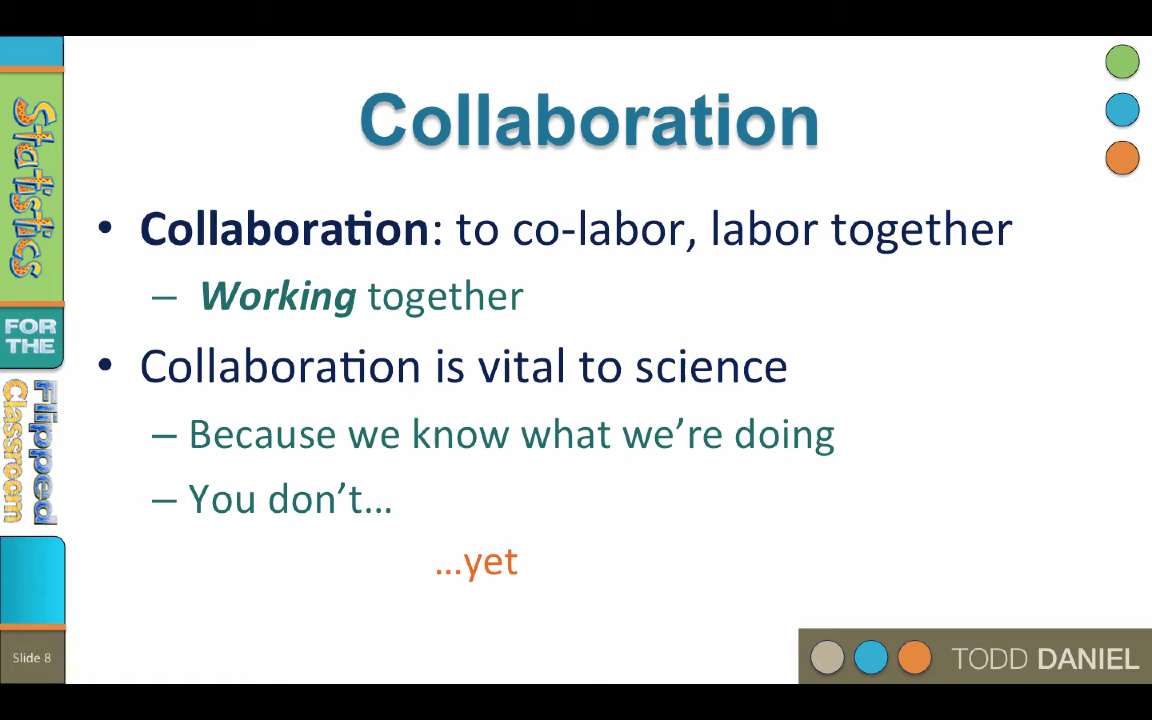 Collaboration
• Collaboration: to co-labor, labor together
– Working together
• Collaboration is vital to science
– Because we know what we're doing
– You don't...
...yet
Statistics
FOR
THE
Flipped
Classroom
Slide 8
TODD DANIEL